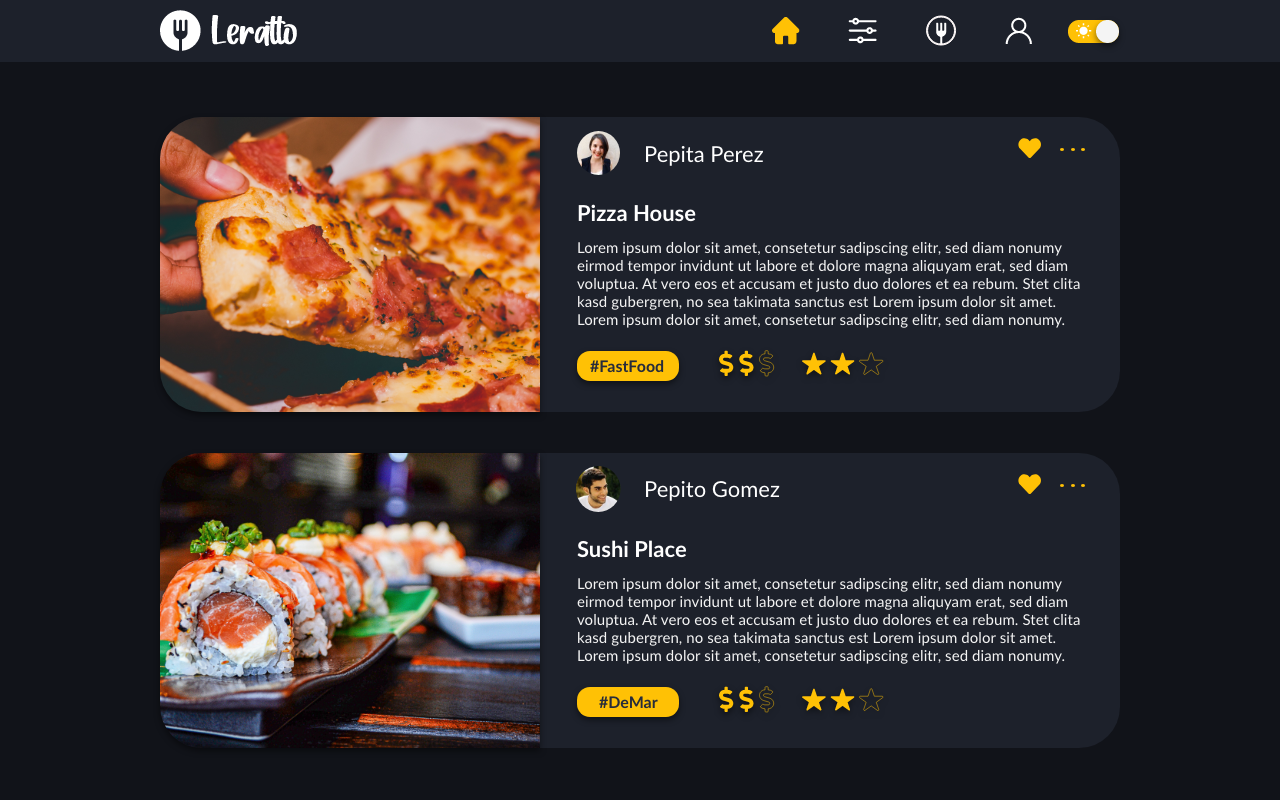 Leratto
Pepita Perez
Pizza House
Lorem ipsum dolor sit amet, consetetur sadipscing elitr, sed diam nonumy
eirmod tempor invidunt ut labore et dolore magna aliquyam erat, sed diam
voluptua. At vero eos et accusam et justo duo dolores et ea rebum. Stet clita
kasd gubergren, no sea takimata sanctus est Lorem ipsum dolor sit amet.
Lorem ipsum dolor sit amet, consetetur sadipscing elitr, sed diam nonumy.
#FastFood $$$
Pepito Gomez
Sushi Place
Lorem ipsum dolor sit amet, consetetur sadipscing elitr, sed diam nonumy
eirmod tempor invidunt ut labore et dolore magna aliquyam erat, sed diam
voluptua. At vero eos et accusam et justo duo dolores et ea rebum. Stet clita
kasd gubergren, no sea takimata sanctus est Lorem ipsum dolor sit amet.
Lorem ipsum dolor sit amet, consetetur sadipscing elitr, sed diam nonumy.
#DeMar $$$